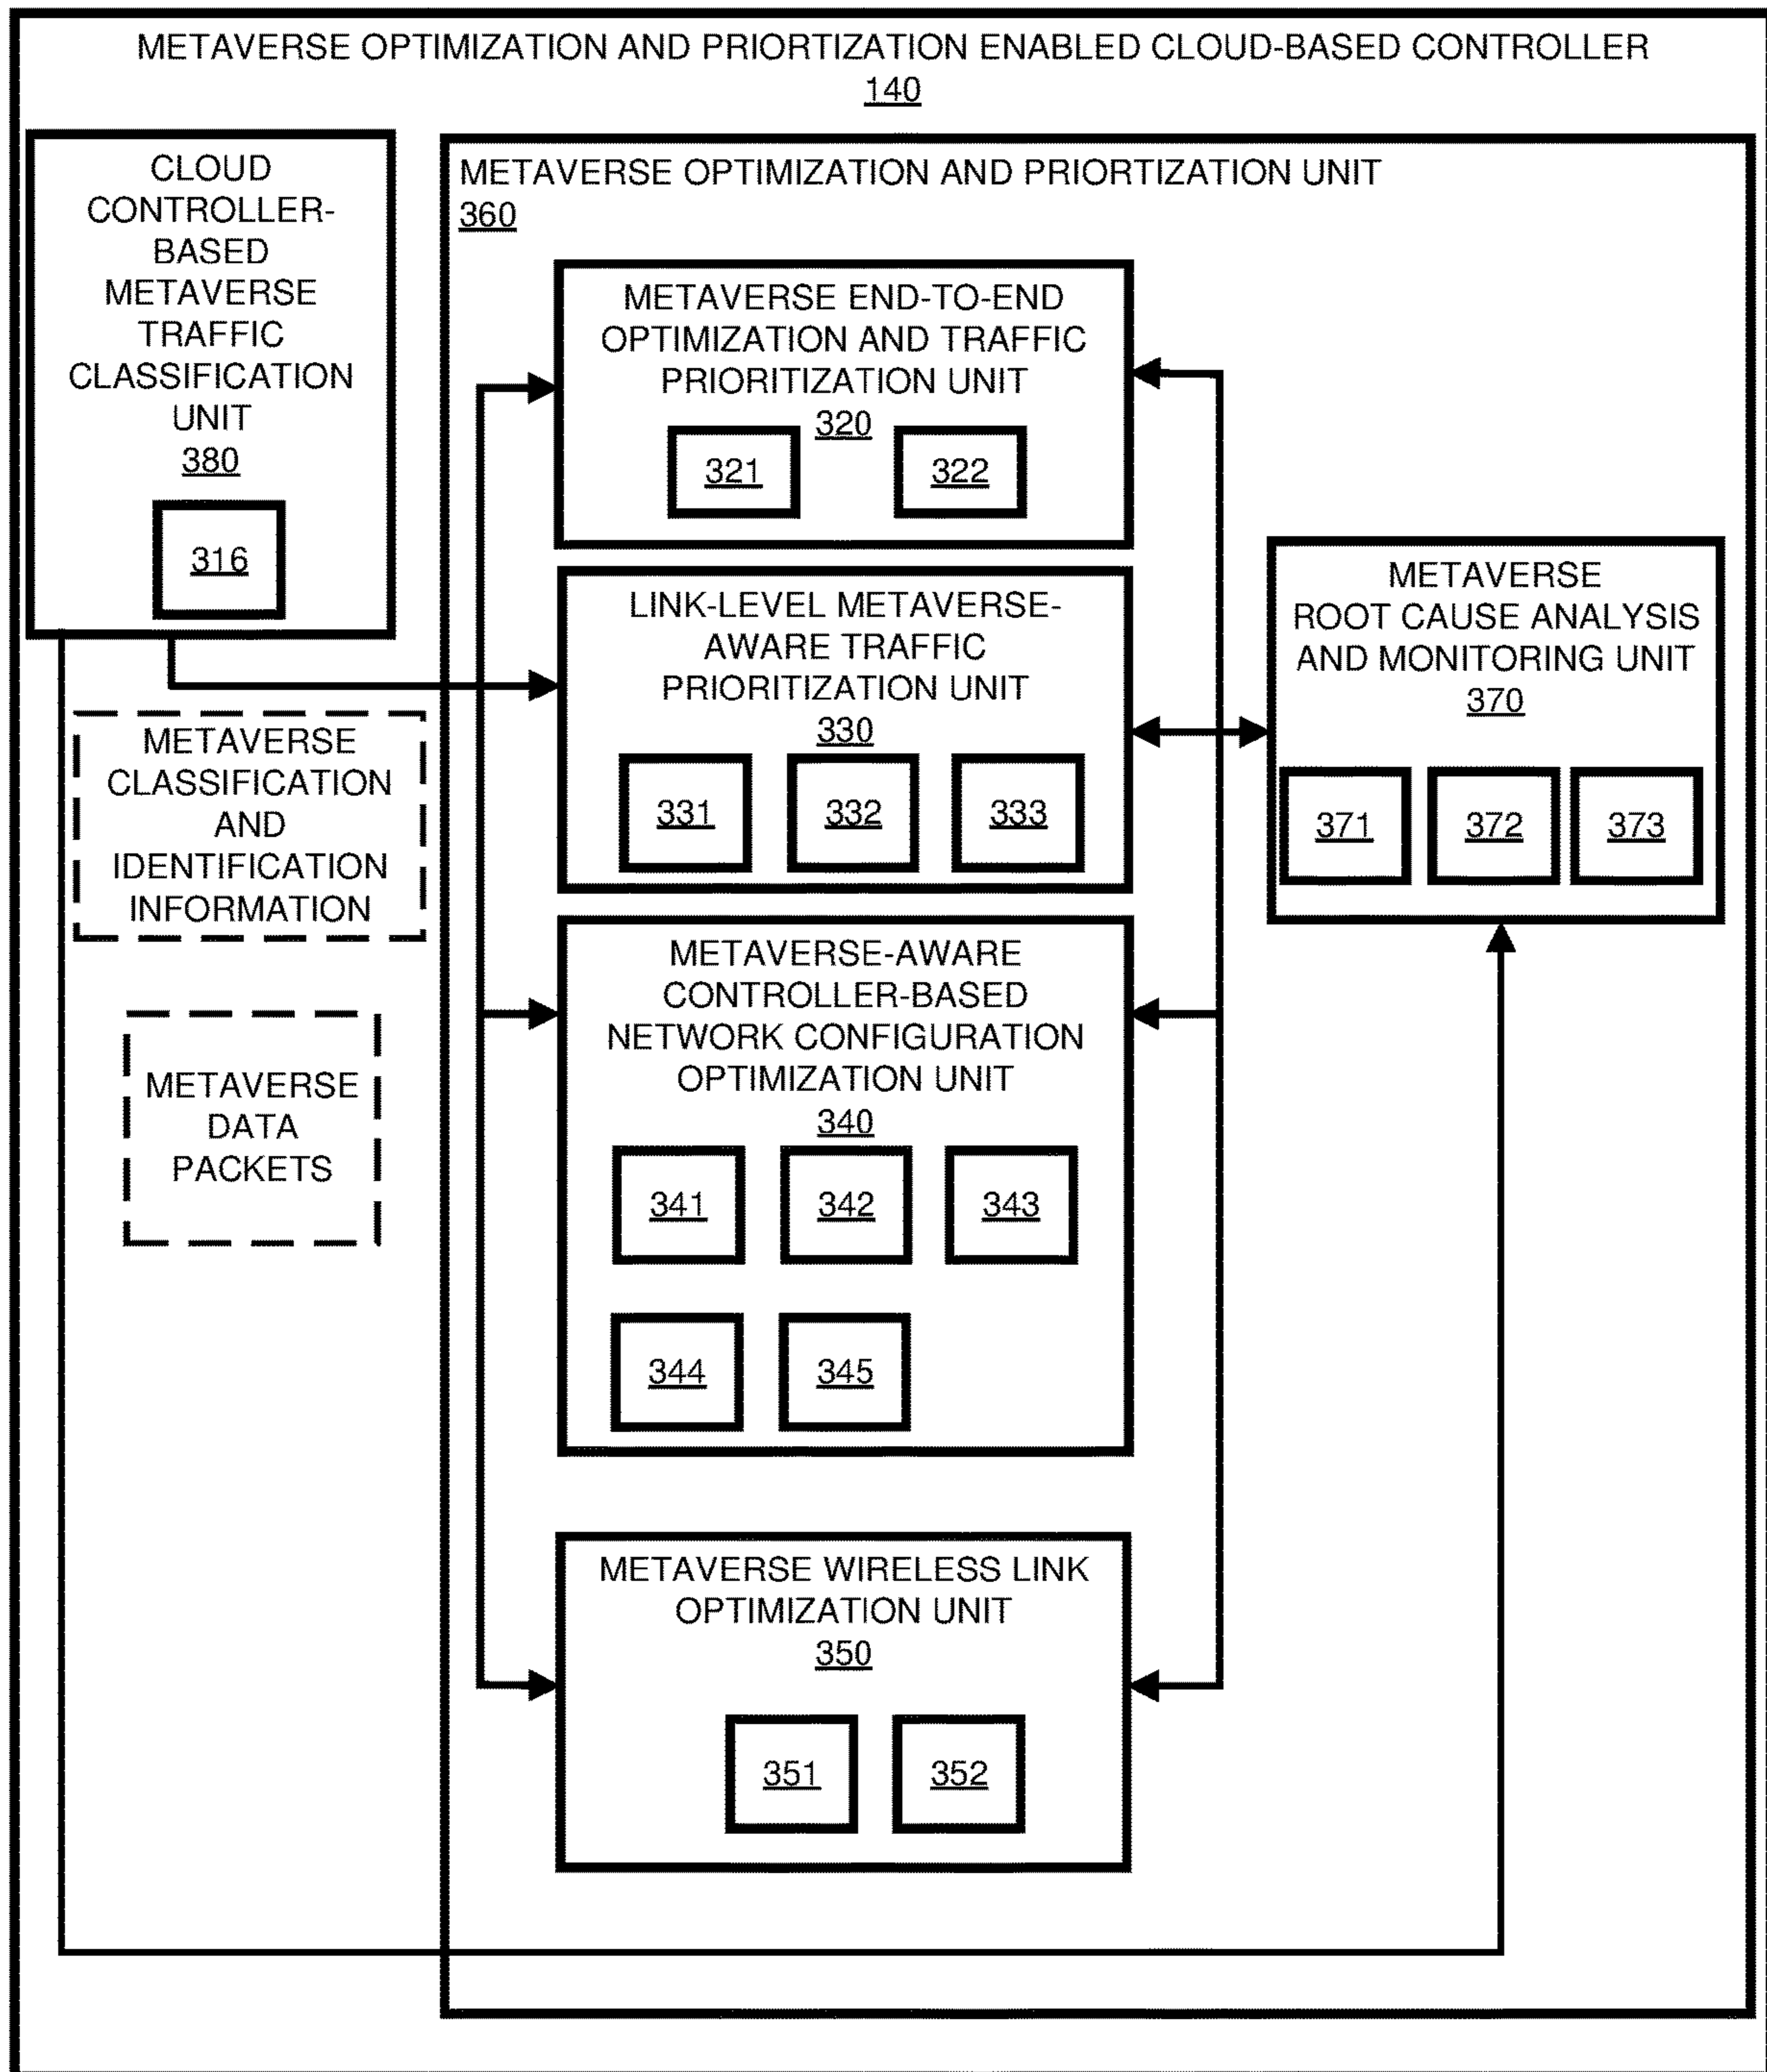 METAVERSE OPTIMIZATION AND PRIORTIZATION ENABLED CLOUD-BASED CONTROLLER
140
CLOUD
CONTROLLER-
BASED
METAVERSE
TRAFFIC
CLASSIFICATION
UNIT
380
316
METAVERSE
CLASSIFICATION
AND
IDENTIFICATION
INFORMATION
METAVERSE
DATA
PACKETS
METAVERSE OPTIMIZATION AND PRIORTIZATION UNIT
360
METAVERSE END-TO-END
OPTIMIZATION AND TRAFFIC
PRIORITIZATION UNIT
320
321
322
LINK-LEVEL METAVERSE-
AWARE TRAFFIC
PRIORITIZATION UNIT
330
331
332
333
METAVERSE-AWARE
CONTROLLER-BASED
NETWORK CONFIGURATION
OPTIMIZATION UNIT
340
341
342
343
344
345
METAVERSE WIRELESS LINK
OPTIMIZATION UNIT
350
351
352
METAVERSE
ROOT CAUSE ANALYSIS
AND MONITORING UNIT
370
371
372
373